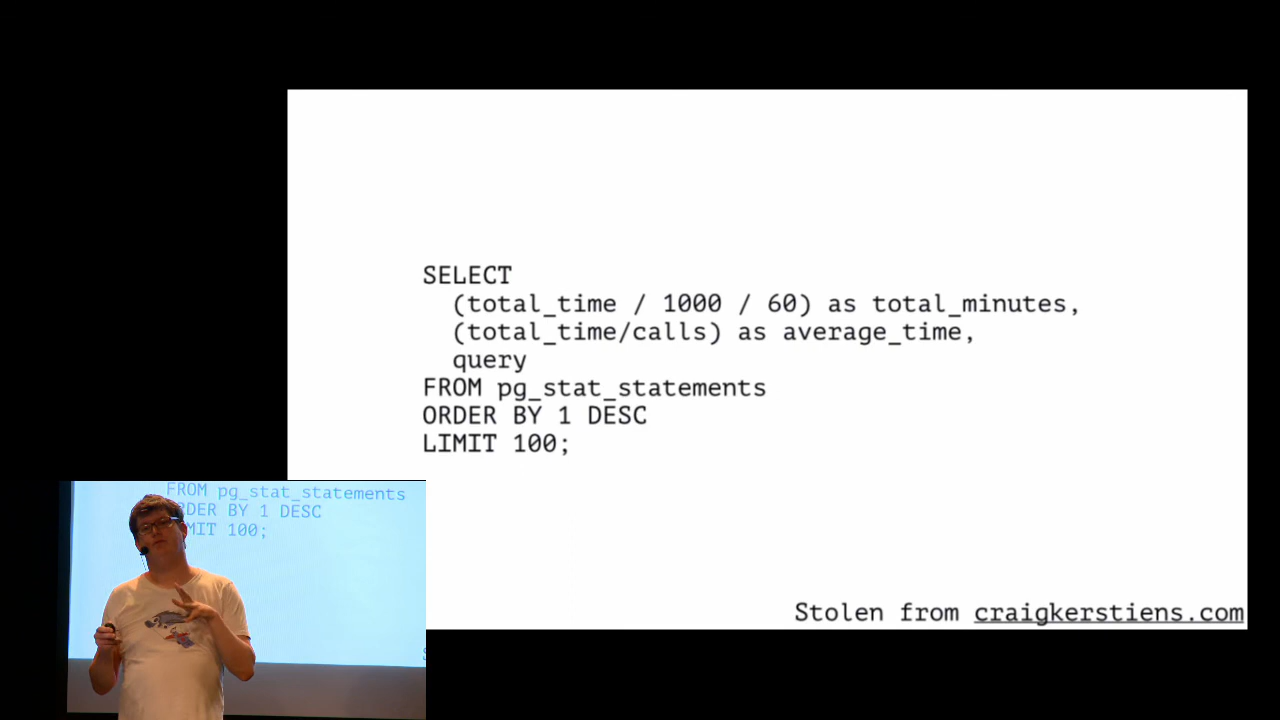 SELECT
(total_time / 1000 / 60) as total_minutes,
(total_time/calls) as average_time,
query
FROM pg_stat_statements
ORDER BY 1 DESC
LIMIT 100;
Stolen from craigkerstiens.com
FROM pg_stat_statements
RDER BY 1 DESC
MIT 100;